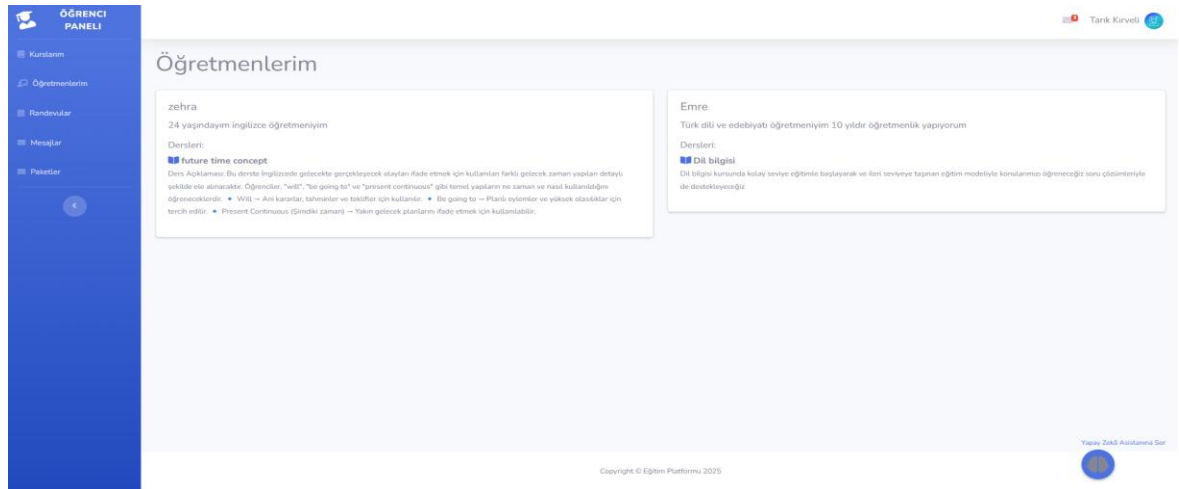 ÖĞRENCI
PANELI
Tarık Kırveli
Kurslarım
Öğretmenlerim
Randevular
Mesajlar
Paketler
Öğretmenlerim
zehra
24 yaşındayım ingilizce öğretmeniyim
Dersleri:
future time concept
Ders Açıklaması: Bu derste İngilizcede gelecekte gerçekleşecek olayları ifade etmek için kullanılan farklı gelecek zaman yapıları detaylı
şekilde ele alınacaktır. Öğrenciler, "will", "be going to" ve "present continuous" gibi temel yapıların ne zaman ve nasıl kullanıldığını
öğreneceklerdir. • Will → Ani kararlar, tahminler ve teklifler için kullanılır. • Be going to → Planlı eylemler ve yüksek olasılıklar için
tercih edilir. • Present Continuous (Şimdiki zaman) → Yakın gelecek planlarını ifade etmek için kullanılabilir.
Emre
Türk dili ve edebiyatı öğretmeniyim 10 yıldır öğretmenlik yapıyorum
Dersleri:
Dil bilgisi
Dil bilgisi kursunda kolay seviye eğitimle başlayarak ve ileri seviyeye taşınan eğitim modeliyle konularımızı öğreneceğiz soru çözümleriyle
de destekleyeceğiz
Yapay Zekâ Asistanına Sor
Copyright © Eğitim Platformu 2025